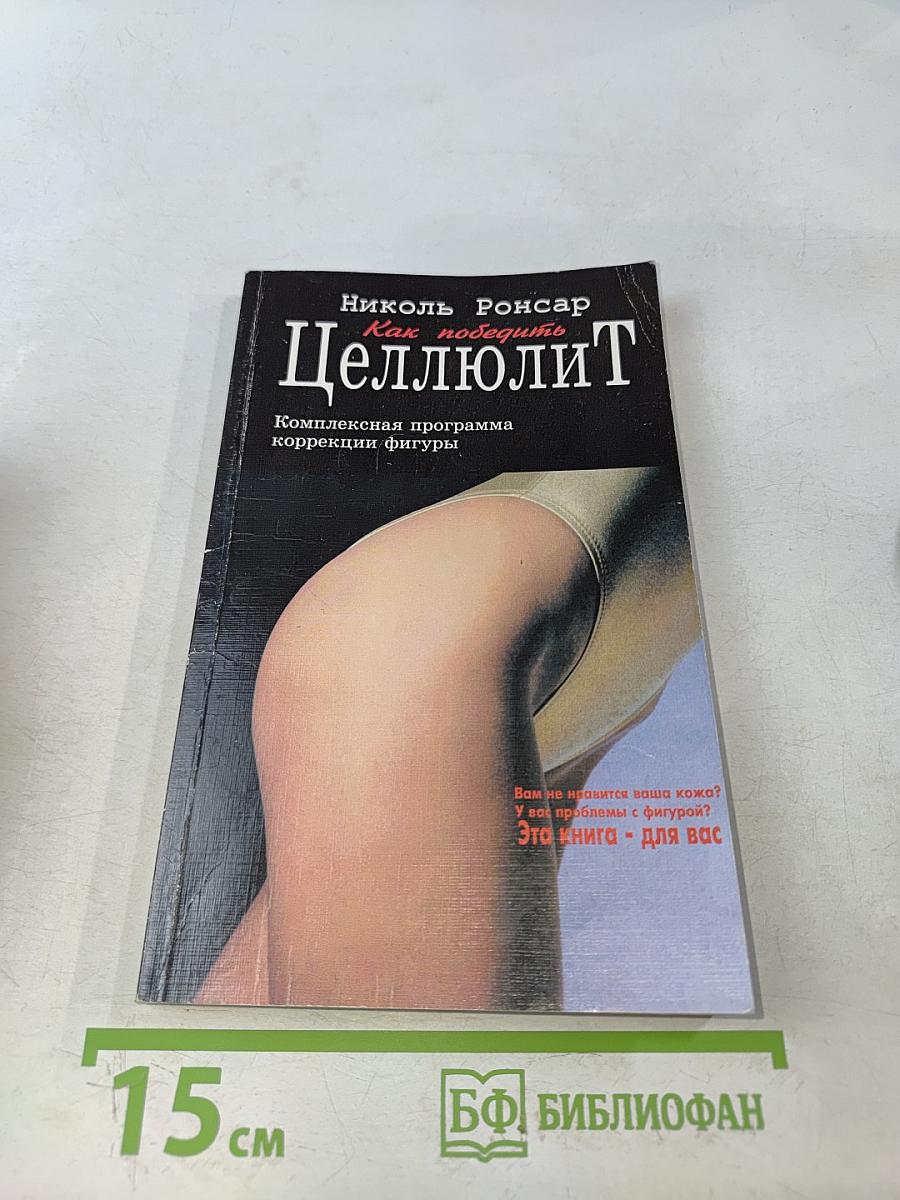 Николь Ронсар
Как победить
ЦеллюлиТ
Комплексная программа
коррекции фигуры
Вам не нравится ваша кожа?
У вас проблемы с фигурой?
Эта книга - для вас
15 см
БФ БИБЛИОФАН